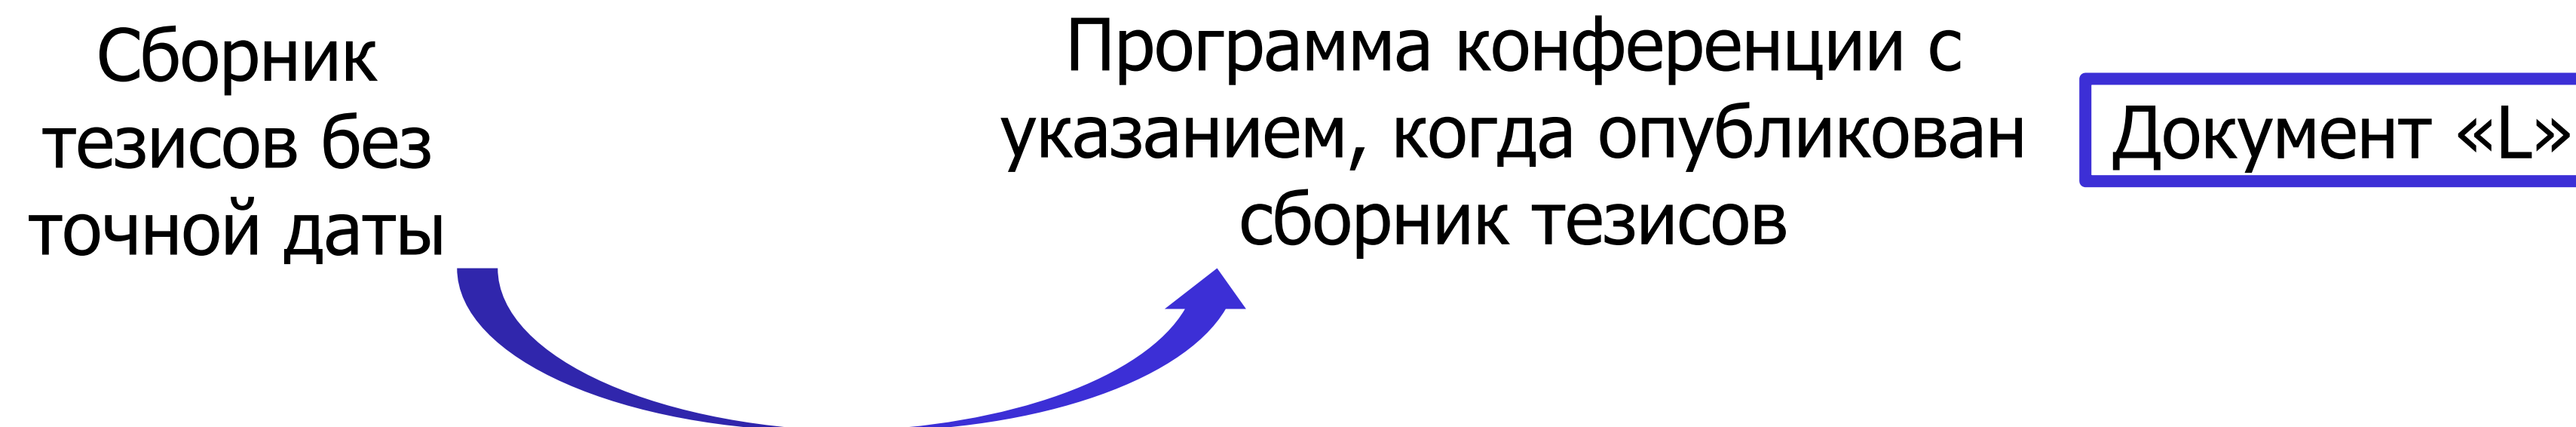 Сборник
тезисов без
точной даты
Программа конференции с
указанием, когда опубликован
сборник тезисов
Документ «L»